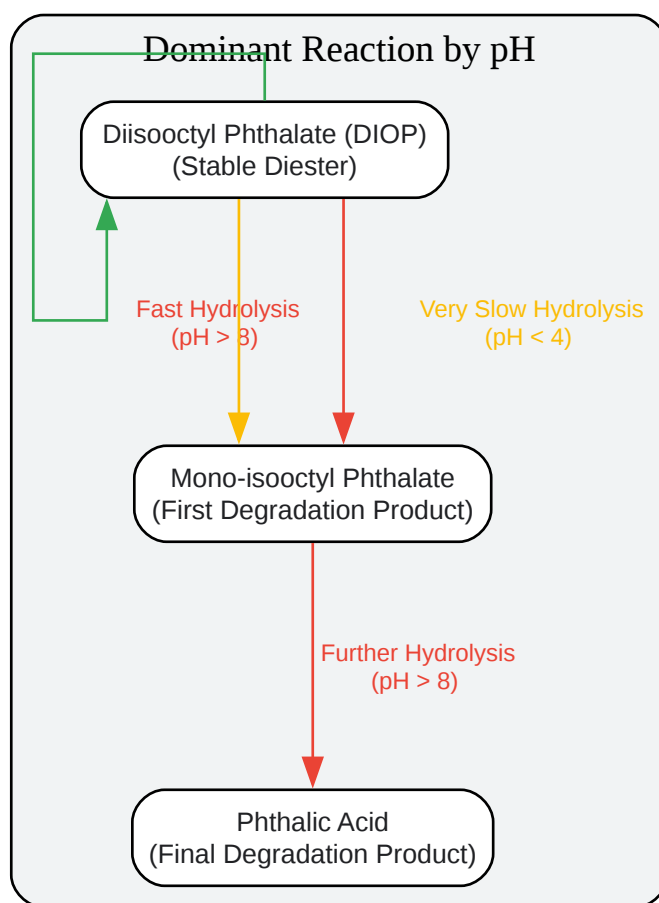 Dominant Reaction by pH
Diisooctyl Phthalate (DIOP)
(Stable Diester)
Fast Hydrolysis
(pH > 8)
Very Slow Hydrolysis
(pH < 4)
Mono-isooctyl Phthalate
(First Degradation Product)
Further Hydrolysis
(pH > 8)
Phthalic Acid
(Final Degradation Product)